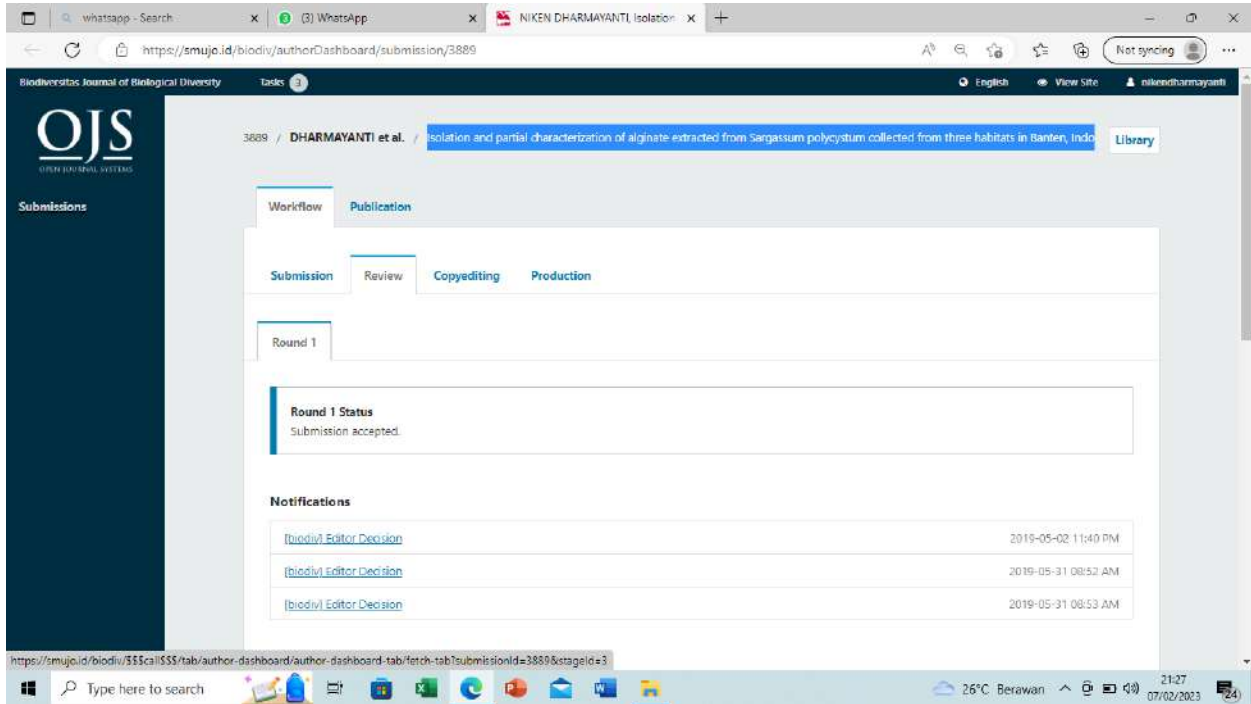 whatsapp - Search
(3) WhatsApp
NIKEN DHARMAYANTI, Isolation
https://smujo.id/biodiv/authorDashboard/submission/3889
Not syncing
Biodiversitas Journal of Biological Diversity
Tasks 3
English
View Site
nikendharmayanti
OJS
OPEN JOURNAL SYSTEMS
3889 / DHARMAYANTI et al. / Isolation and partial characterization of alginate extracted from Sargassum polycystum collected from three habitats in Banten, Indo
Library
Submissions
Workflow
Publication
Submission
Review
Copyediting
Production
Round 1
Round 1 Status
Submission accepted.
Notifications
[biodiv] Editor Decision
2019-05-02 11:40 PM
[biodiv] Editor Decision
2019-05-31 08:52 AM
[biodiv] Editor Decision
2019-05-31 08:53 AM
https://smujo.id/biodiv/$$$call$$$/tab/author-dashboard/author-dashboard-tab/fetch-tab?submissionId=3889&stageId=3
Type here to search
26°C Berawan
21:27
07/02/2023
24